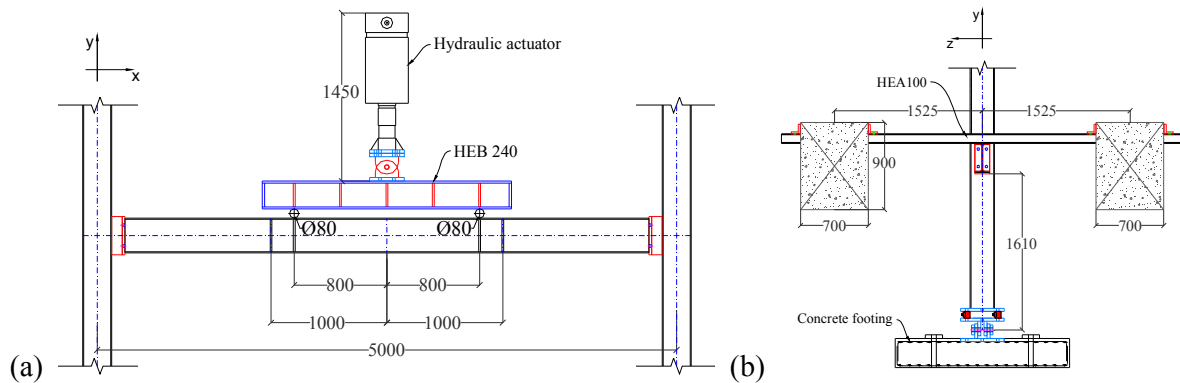 y
x
1450
Hydraulic actuator
HEB 240
Ø80
Ø80
800
800
1000
1000
5000
(a)
y
z
HEA100
1525
1525
900
700
700
1610
Concrete footing
(b)